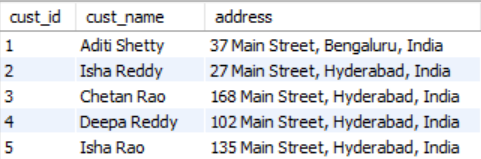 cust_id cust_name address
1 Aditi Shetty 37 Main Street, Bengaluru, India
2 Isha Reddy 27 Main Street, Hyderabad, India
3 Chetan Rao 168 Main Street, Hyderabad, India
4 Deepa Reddy 102 Main Street, Hyderabad, India
5 Isha Rao 135 Main Street, Hyderabad, India